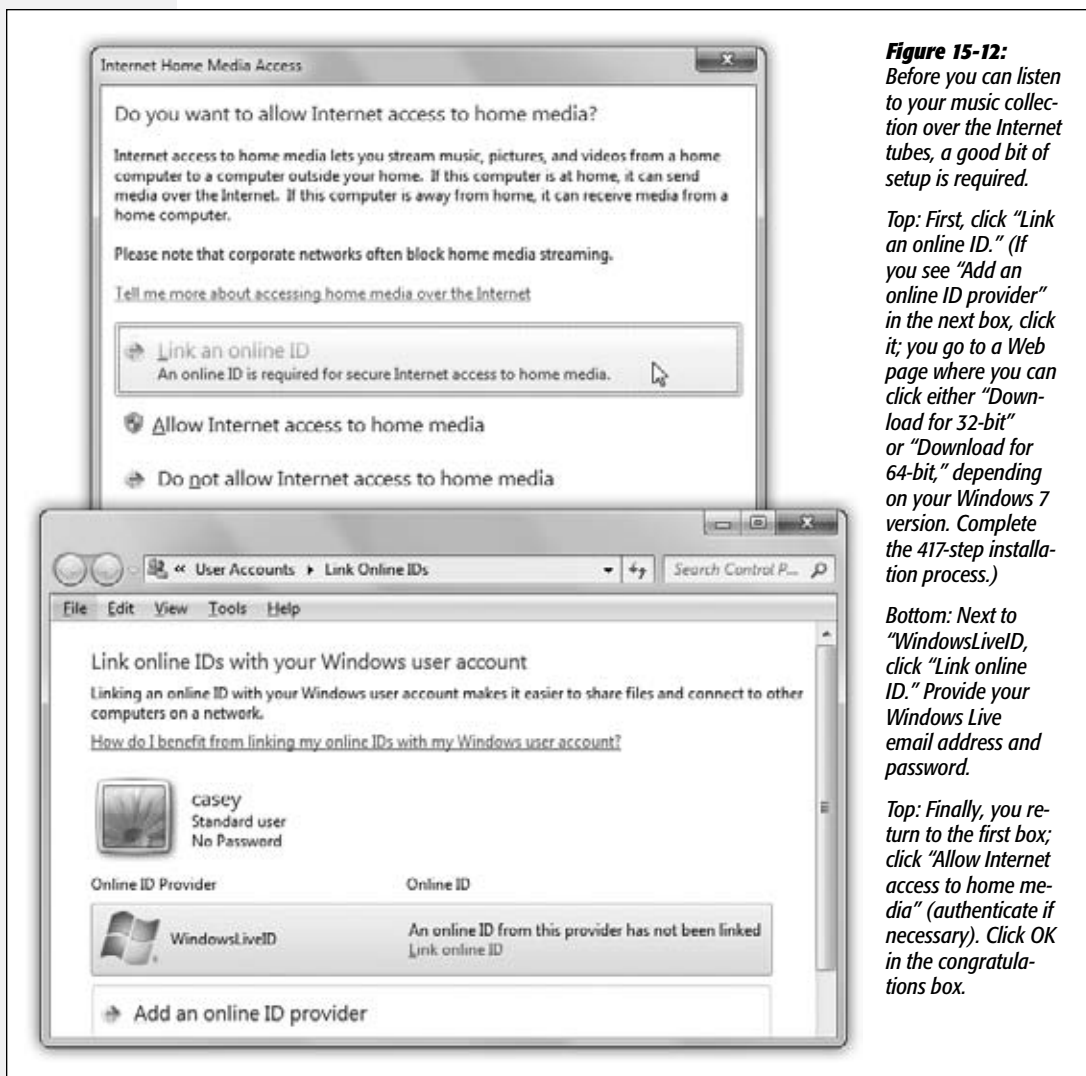 Internet Home Media Access
Do you want to allow Internet access to home media?
Internet access to home media lets you stream music, pictures, and videos from a home
computer to a computer outside your home. If this computer is at home, it can send
media over the Internet. If this computer is away from home, it can receive media from a
home computer.
Please note that corporate networks often block home media streaming.
Tell me more about accessing home media over the Internet
Link an online ID
An online ID is required for secure Internet access to home media.
Allow Internet access to home media
Do not allow Internet access to home media
« User Accounts ▸ Link Online IDs
Search Control P...
File Edit View Tools Help
Link online IDs with your Windows user account
Linking an online ID with your Windows user account makes it easier to share files and connect to other
computers on a network.
How do I benefit from linking my online IDs with my Windows user account?
casey
Standard user
No Password
Online ID Provider Online ID
WindowsLiveID
An online ID from this provider has not been linked
Link online ID
Add an online ID provider
Figure 15-12:
Before you can listen
to your music collec-
tion over the Internet
tubes, a good bit of
setup is required.
Top: First, click “Link
an online ID.” (If
you see “Add an
online ID provider”
in the next box, click
it; you go to a Web
page where you can
click either “Down-
load for 32-bit”
or “Download for
64-bit,” depending
on your Windows 7
version. Complete
the 417-step installa-
tion process.)
Bottom: Next to
“WindowsLiveID,
click “Link online
ID.” Provide your
Windows Live
email address and
password.
Top: Finally, you re-
turn to the first box;
click “Allow Internet
access to home me-
dia” (authenticate if
necessary). Click OK
in the congratula-
tions box.